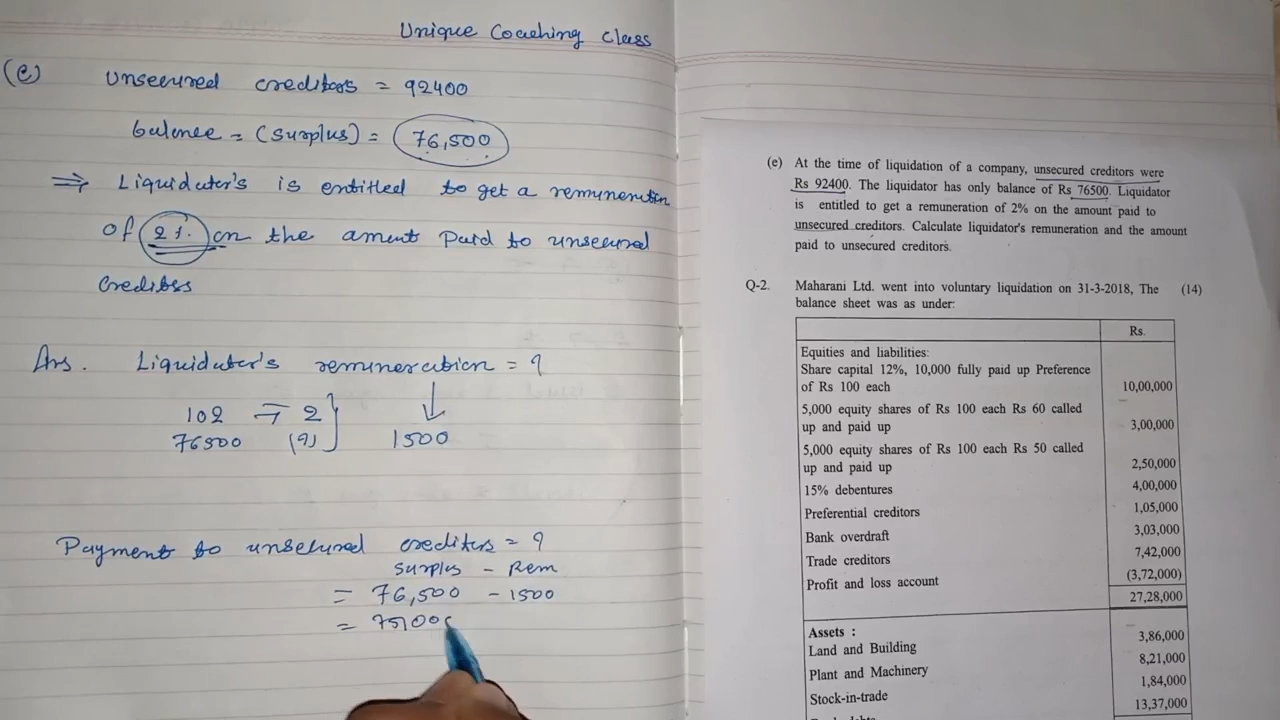 Unique Coaching Class
(e) Unsecured creditors = 92400
balence = (surplus) = 76,500
⇒ Liquidater's is entitled to get a remuneration
of 2% on the ament Paid to unsecured
Creditors
Ans. Liquidater's remuneration = ?
102 ⇒ 2
76500 (?) 1500
Payment to unsecured crediters = ?
Surplus - Rem
= 76,500 - 1500
= 75,000
(e) At the time of liquidation of a company, unsecured creditors were
Rs 92400. The liquidator has only balance of Rs 76500. Liquidator
is entitled to get a remuneration of 2% on the amount paid to
unsecured creditors. Calculate liquidator's remuneration and the amount
paid to unsecured creditors.
Q-2. Maharani Ltd. went into voluntary liquidation on 31-3-2018, The (14)
balance sheet was as under:
Rs.
Equities and liabilities:
Share capital 12%, 10,000 fully paid up Preference
of Rs 100 each 10,00,000
5,000 equity shares of Rs 100 each Rs 60 called
up and paid up 3,00,000
5,000 equity shares of Rs 100 each Rs 50 called
up and paid up 2,50,000
15% debentures 4,00,000
Preferential creditors 1,05,000
Bank overdraft 3,03,000
Trade creditors 7,42,000
Profit and loss account (3,72,000)
27,28,000
Assets :
Land and Building 3,86,000
Plant and Machinery 8,21,000
Stock-in-trade 1,84,000
13,37,000